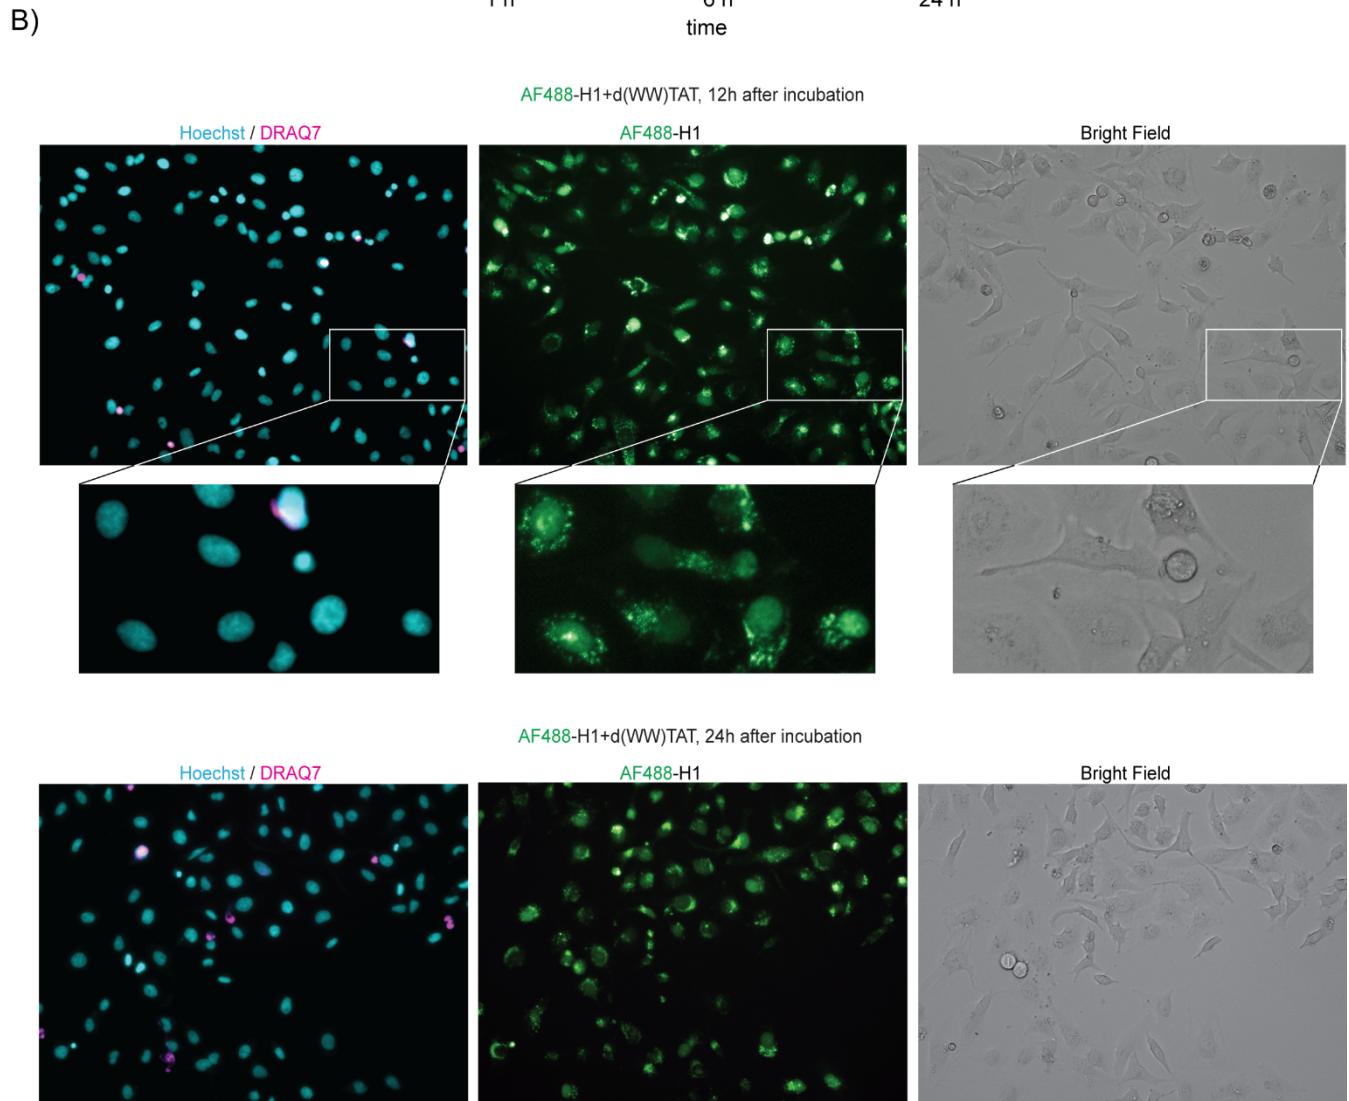 B)
time
AF488-H1+d(WW)TAT, 12h after incubation
Hoechst / DRAQ7
AF488-H1
Bright Field
AF488-H1+d(WW)TAT, 24h after incubation
Hoechst / DRAQ7
AF488-H1
Bright Field